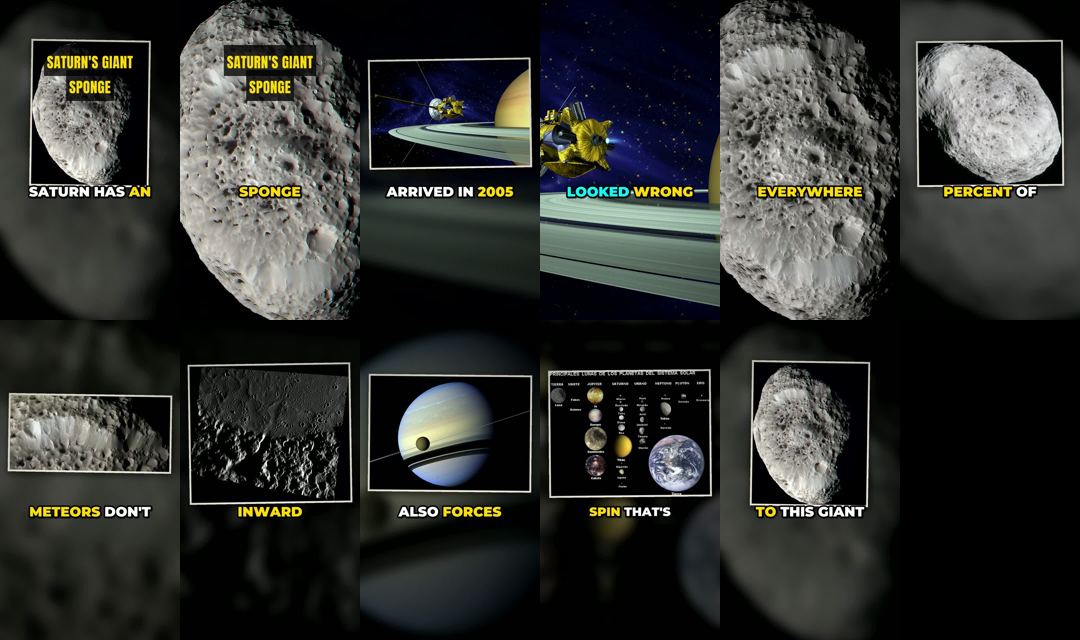 SATURN'S GIANT
SPONGE
SATURN HAS AN
SATURN'S GIANT
SPONGE
SPONGE
ARRIVED IN 2005
LOOKED WRONG
EVERYWHERE
PERCENT OF
METEORS DON'T
INWARD
ALSO FORCES
PRINCIPALES LUNAS DE LOS PLANETAS DEL SISTEMA SOLAR
SPIN THAT'S
TO THIS GIANT